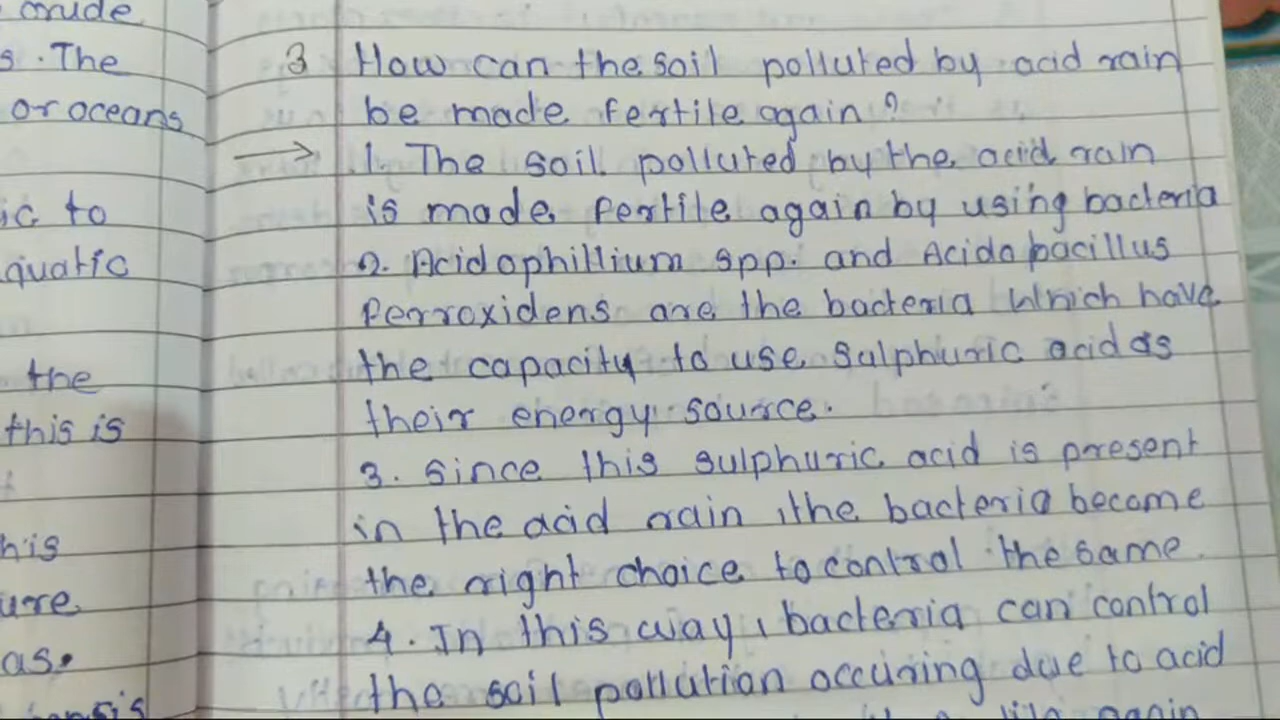 crude
s. The
or oceans
ic to
quatic
the
this is
t
his
ure
as.
3 How can the soil polluted by acid rain
be made fertile again?
→ 1. The soil polluted by the acid rain
is made fertile again by using bacteria
2. Acidophillium spp. and Acidobacillus
ferroxidens are the bacteria which have
the capacity to use sulphuric acid as
their energy source.
3. Since this sulphuric acid is present
in the acid rain, the bacteria become
the right choice to control the same.
4. In this way, bacteria can control
the soil pollution occuring due to acid
again